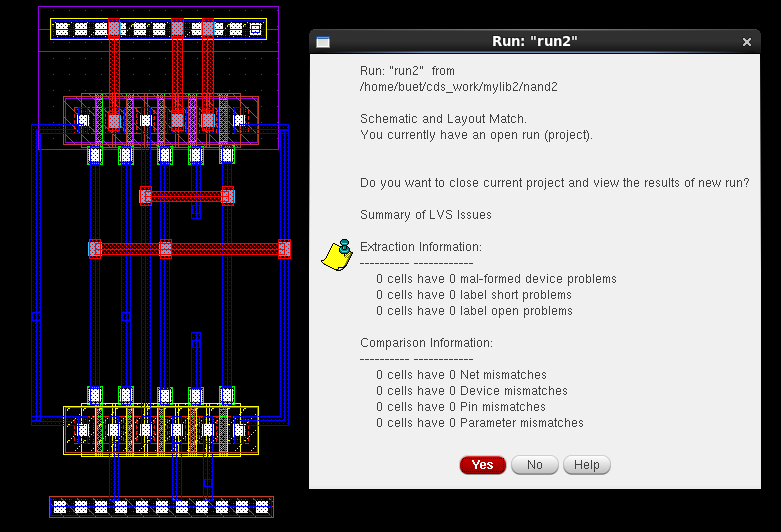 Run: "run2"
Run: "run2"  from
/home/buet/cds_work/mylib2/nand2
Schematic and Layout Match.
You currently have an open run (project).
Do you want to close current project and view the results of new run?
Summary of LVS Issues
Extraction Information:
---------- ------------
0 cells have 0 mal-formed device problems
0 cells have 0 label short problems
0 cells have 0 label open problems
Comparison Information:
---------- ------------
0 cells have 0 Net mismatches
0 cells have 0 Device mismatches
0 cells have 0 Pin mismatches
0 cells have 0 Parameter mismatches
Yes No Help